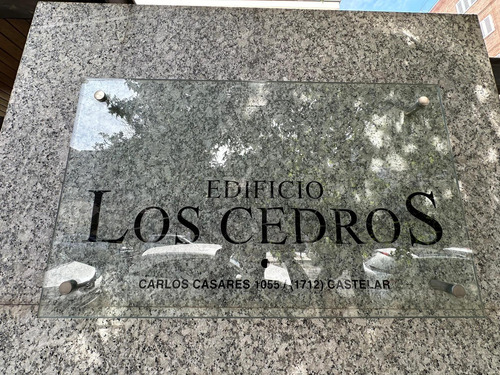 EDIFICIO
LOS CEDROS
CARLOS CASARES 1055 / (1712) CASTELAR